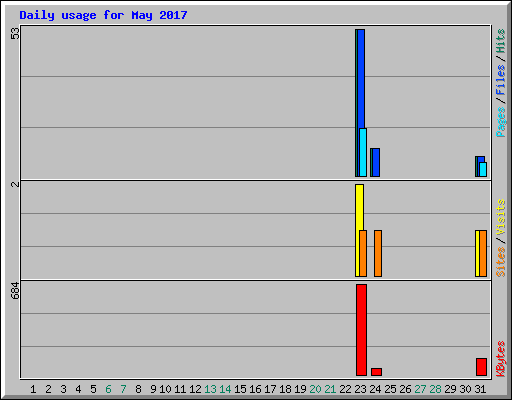 Daily usage for May 2017
53
Pages / Files / Hits
2
Sites / Visits
684
KBytes
1 2 3 4 5 6 7 8 9 10 11 12 13 14 15 16 17 18 19 20 21 22 23 24 25 26 27 28 29 30 31